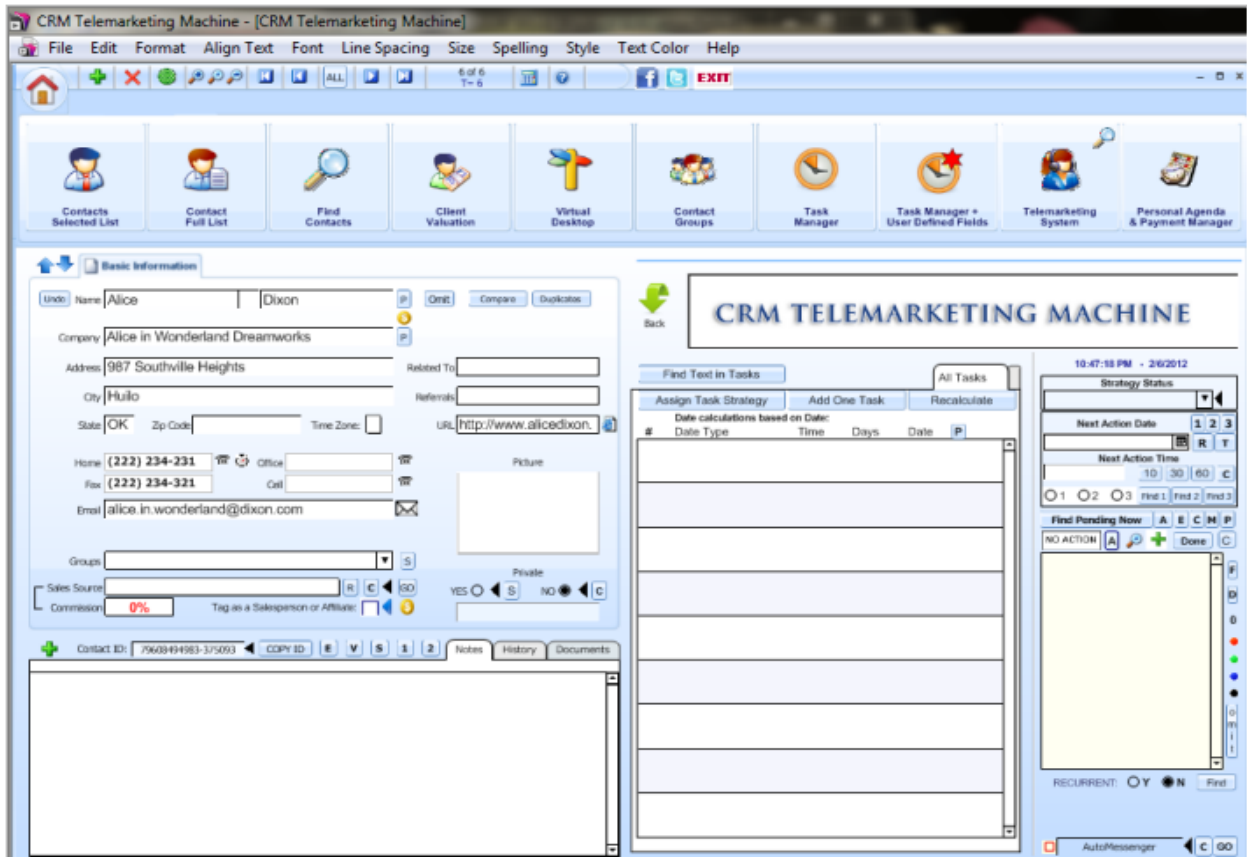 CRM Telemarketing Machine - [CRM Telemarketing Machine]
File Edit Format Align Text Font Line Spacing Size Spelling Style Text Color Help
ALL 6 of 6 EXIT
T= 6
Contacts Selected List
Contact Full List
Find Contacts
Client Valuation
Virtual Desktop
Contact Groups
Task Manager
Task Manager + User Defined Fields
Telemarketing System
Personal Agenda & Payment Manager
Basic Information
Undo Name Alice Dixon P Omit Compare Duplicates
Company Alice in Wonderland Dreamworks P
Address 987 Southville Heights Related To
City Huilo Referrals
State OK Zip Code Time Zone: URL http://www.alicedixon.
Home (222) 234-231 Office Picture
Fax (222) 234-321 Cell
Email alice.in.wonderland@dixon.com
Groups S
Sales Source R C GO Private
YES S NO C
Commission 0% Tag as a Salesperson or Affiliate:
Contact ID: 79608494983-375093 COPY ID E V S 1 2 Notes History Documents
Back
CRM TELEMARKETING MACHINE
Find Text in Tasks All Tasks
Assign Task Strategy Add One Task Recalculate
Date calculations based on Date:
# Date Type Time Days Date P
10:47:18 PM - 2/6/2012
Strategy Status
Next Action Date 1 2 3
R T
Next Action Time
10 30 60 C
1 2 3 Find 1 Find 2 Find 3
Find Pending Now A E C M P
NO ACTION A Done C
F
D
0
o
m
i
t
RECURRENT: Y N Find
AutoMessenger C GO